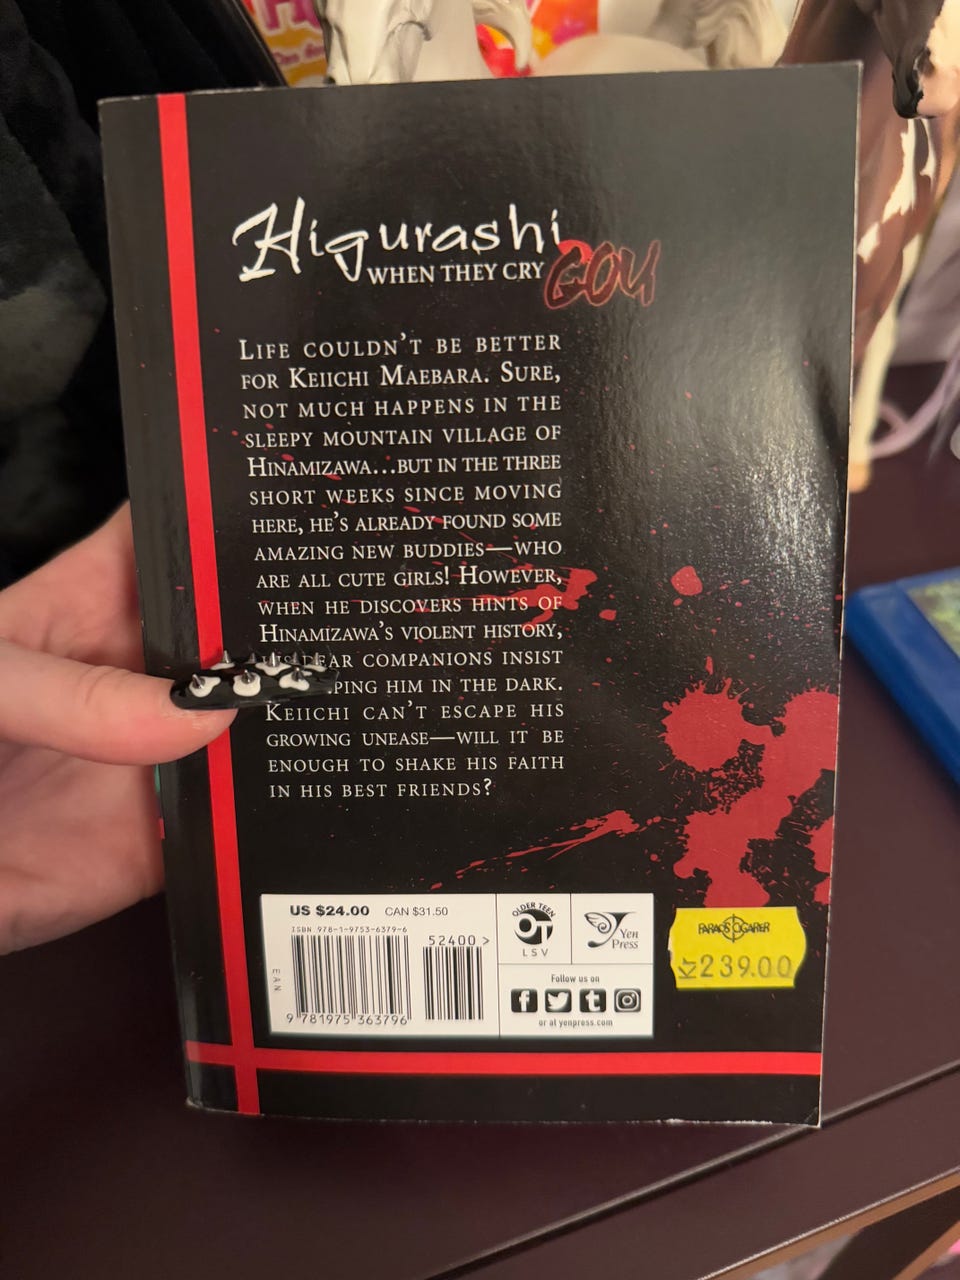 Higurashi
WHEN THEY CRY
GOU
LIFE COULDN'T BE BETTER
FOR KEIICHI MAEBARA. SURE,
NOT MUCH HAPPENS IN THE
SLEEPY MOUNTAIN VILLAGE OF
HINAMIZAWA...BUT IN THE THREE
SHORT WEEKS SINCE MOVING
HERE, HE'S ALREADY FOUND SOME
AMAZING NEW BUDDIES—WHO
ARE ALL CUTE GIRLS! HOWEVER,
WHEN HE DISCOVERS HINTS OF
HINAMIZAWA'S VIOLENT HISTORY,
COMPANIONS INSIST
HIM IN THE DARK.
KEIICHI CAN'T ESCAPE HIS
GROWING UNEASE—WILL IT BE
ENOUGH TO SHAKE HIS FAITH
IN HIS BEST FRIENDS?
US $24.00 CAN $31.50
ISBN 978-1-9753-6379-6
52400 >
EAN
9 781975 363796
OLDER TEEN
OT
LSV
Yen
Press
Follow us on
or at yenpress.com
Kr 239.00